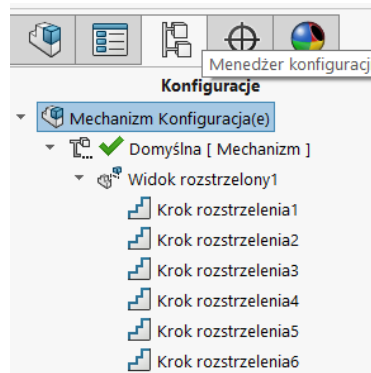 Menedżer konfiguracj
Konfiguracje
Mechanizm Konfiguracja(e)
Domyślna [ Mechanizm ]
Widok rozstrzelony1
Krok rozstrzelenia1
Krok rozstrzelenia2
Krok rozstrzelenia3
Krok rozstrzelenia4
Krok rozstrzelenia5
Krok rozstrzelenia6